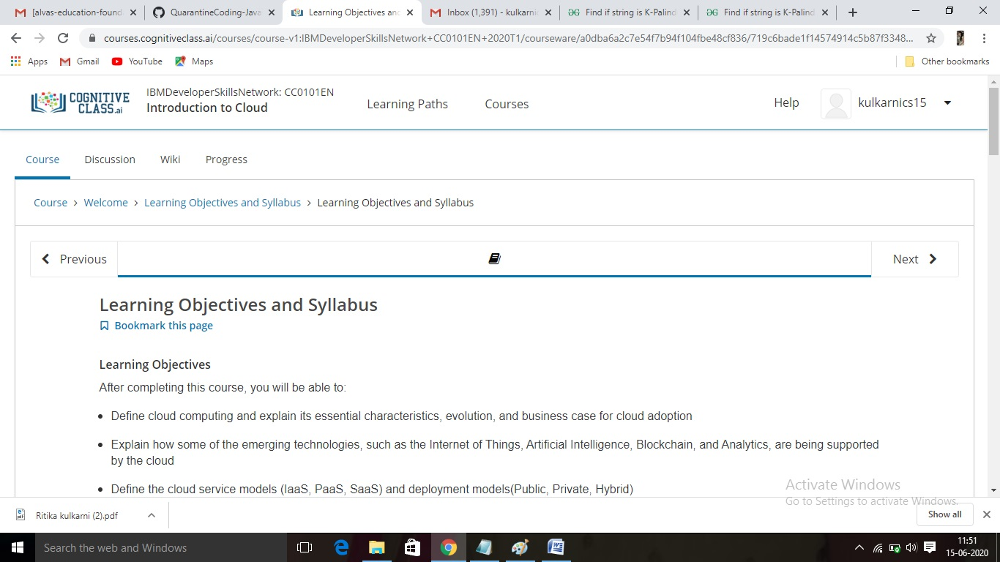 [alvas-education-found
QuarantineCoding-Java
Learning Objectives and
Inbox (1,391) - kulkarnic
Find if string is K-Palind
Find if string is K-Palind
courses.cognitiveclass.ai/courses/course-v1:IBMDeveloperSkillsNetwork+CC0101EN+2020T1/courseware/a0dba6a2c7e54f7b94f104fbe48cf836/719c6bade1f14574914c5b87f3348...
Apps Gmail YouTube Maps Other bookmarks
COGNITIVE
CLASS.ai
IBMDeveloperSkillsNetwork: CC0101EN
Introduction to Cloud
Learning Paths Courses Help kulkarnics15
Course Discussion Wiki Progress
Course > Welcome > Learning Objectives and Syllabus > Learning Objectives and Syllabus
Previous Next
Learning Objectives and Syllabus
Bookmark this page
Learning Objectives
After completing this course, you will be able to:
• Define cloud computing and explain its essential characteristics, evolution, and business case for cloud adoption
• Explain how some of the emerging technologies, such as the Internet of Things, Artificial Intelligence, Blockchain, and Analytics, are being supported
by the cloud
• Define the cloud service models (IaaS, PaaS, SaaS) and deployment models(Public, Private, Hybrid)
Activate Windows
Go to Settings to activate Windows.
Ritika kulkarni (2).pdf
Show all
Search the web and Windows
11:51
15-06-2020